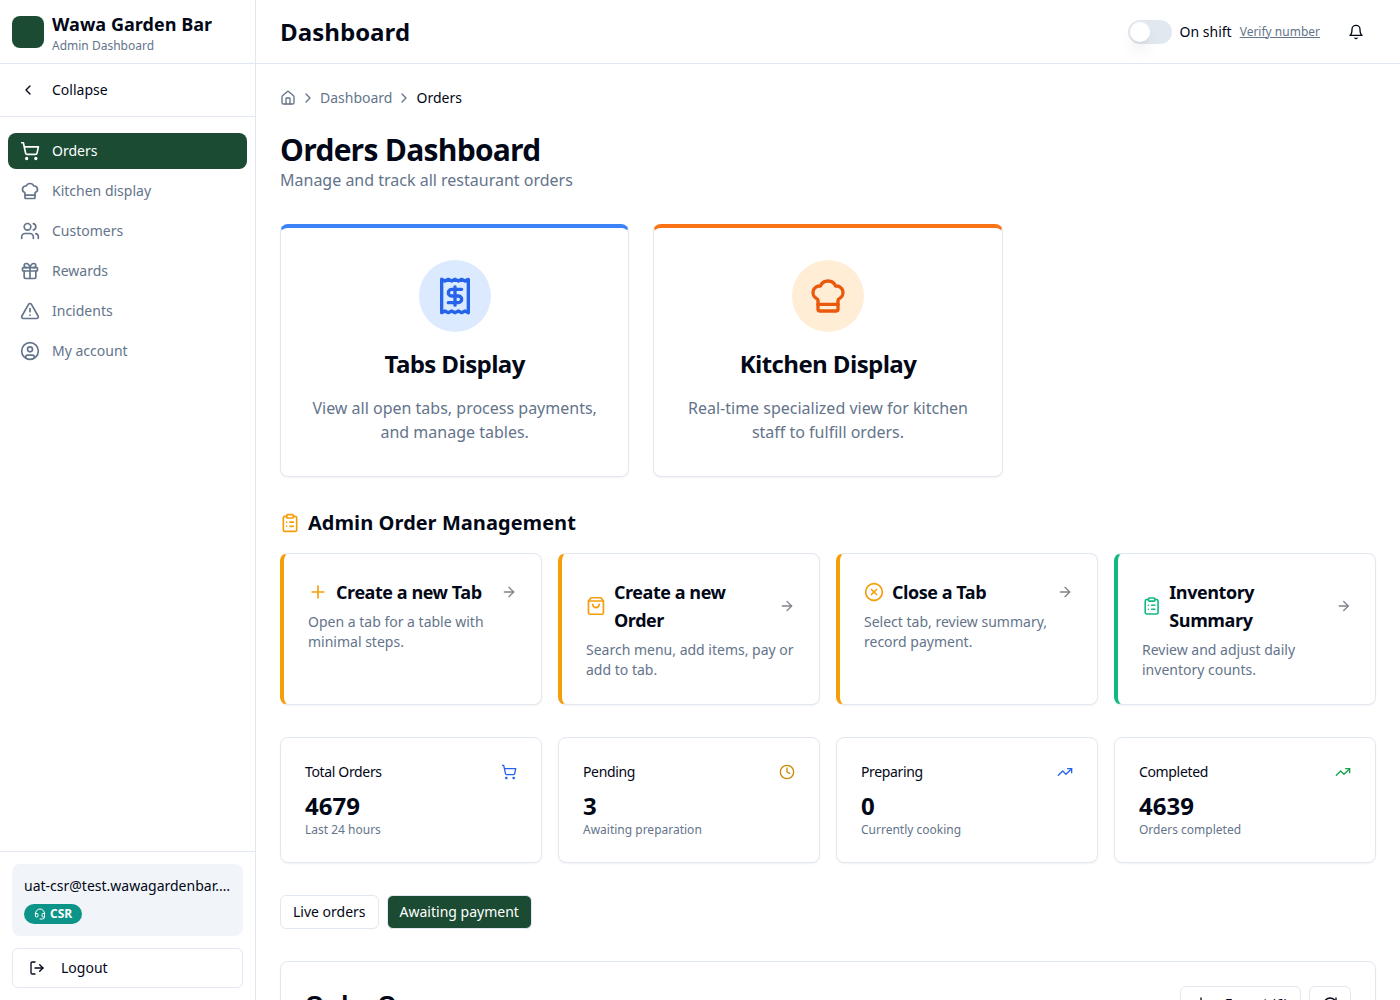 Wawa Garden Bar
Admin Dashboard
Collapse
Orders
Kitchen display
Customers
Rewards
Incidents
My account
uat-csr@test.wawagardenbar....
CSR
Logout
Dashboard
On shift
Verify number
Dashboard
Orders
Orders Dashboard
Manage and track all restaurant orders
Tabs Display
View all open tabs, process payments,
and manage tables.
Kitchen Display
Real-time specialized view for kitchen
staff to fulfill orders.
Admin Order Management
Create a new Tab
Open a tab for a table with
minimal steps.
Create a new
Order
Search menu, add items, pay or
add to tab.
Close a Tab
Select tab, review summary,
record payment.
Inventory
Summary
Review and adjust daily
inventory counts.
Total Orders
4679
Last 24 hours
Pending
3
Awaiting preparation
Preparing
0
Currently cooking
Completed
4639
Orders completed
Live orders
Awaiting payment